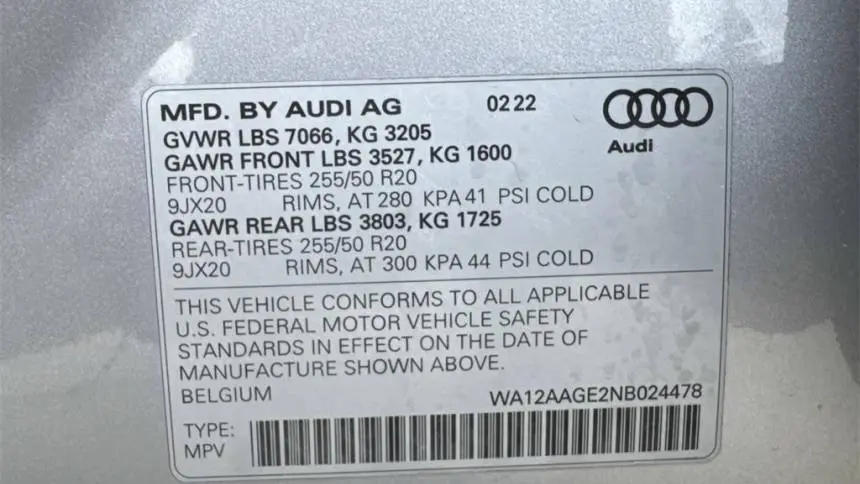 MFD. BY AUDI AG 02 22
Audi
GVWR LBS 7066, KG 3205
GAWR FRONT LBS 3527, KG 1600
FRONT-TIRES 255/50 R20
9JX20 RIMS, AT 280 KPA 41 PSI COLD
GAWR REAR LBS 3803, KG 1725
REAR-TIRES 255/50 R20
9JX20 RIMS, AT 300 KPA 44 PSI COLD
THIS VEHICLE CONFORMS TO ALL APPLICABLE
U.S. FEDERAL MOTOR VEHICLE SAFETY
STANDARDS IN EFFECT ON THE DATE OF
MANUFACTURE SHOWN ABOVE.
BELGIUM WA12AAGE2NB024478
TYPE:
MPV